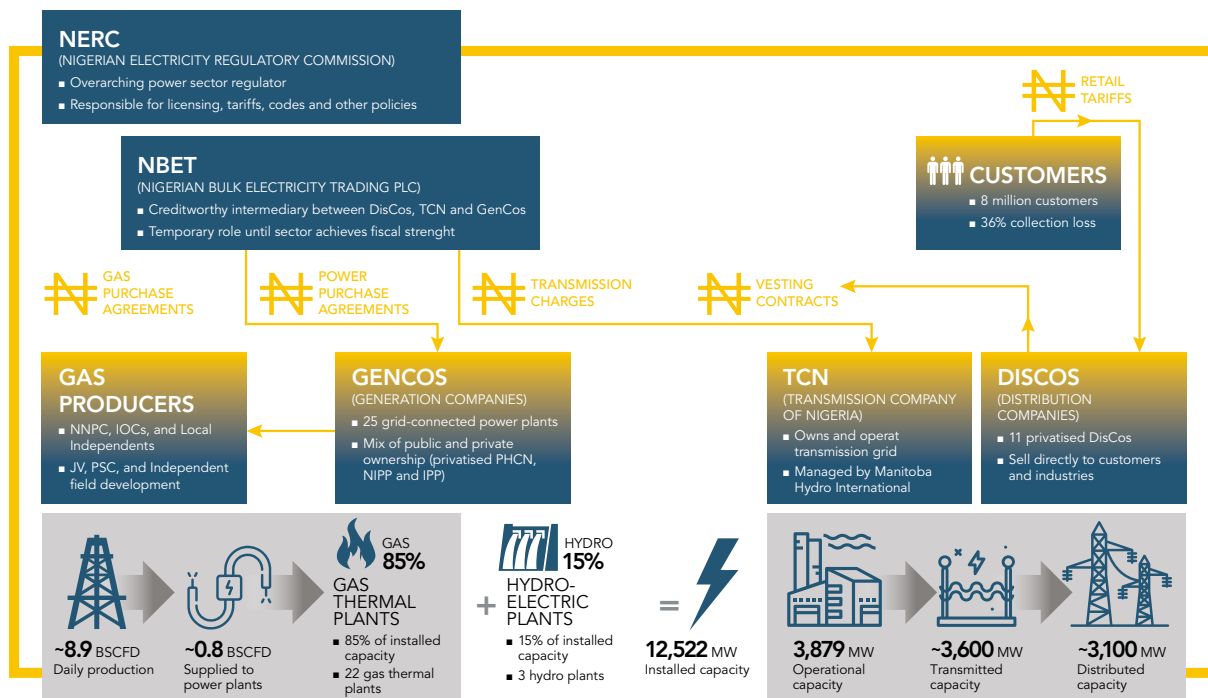 NERC
(NIGERIAN ELECTRICITY REGULATORY COMMISSION)
▪ Overarching power sector regulator
▪ Responsible for licensing, tariffs, codes and other policies
RETAIL
TARIFFS
NBET
(NIGERIAN BULK ELECTRICITY TRADING PLC)
▪ Creditworthy intermediary between DisCos, TCN and GenCos
▪ Temporary role until sector achieves fiscal strenght
CUSTOMERS
▪ 8 million customers
▪ 36% collection loss
GAS
PURCHASE
AGREEMENTS
POWER
PURCHASE
AGREEMENTS
TRANSMISSION
CHARGES
VESTING
CONTRACTS
GAS
PRODUCERS
▪ NNPC, IOCs, and Local
Independents
▪ JV, PSC, and Independent
field development
GENCOS
(GENERATION COMPANIES)
▪ 25 grid-connected power plants
▪ Mix of public and private
ownership (privatised PHCN,
NIPP and IPP)
TCN
(TRANSMISSION COMPANY
OF NIGERIA)
▪ Owns and operat
transmission grid
▪ Managed by Manitoba
Hydro International
DISCOS
(DISTRIBUTION
COMPANIES)
▪ 11 privatised DisCos
▪ Sell directly to customers
and industries
~8.9 BSCFD
Daily production
~0.8 BSCFD
Supplied to
power plants
GAS
85%
GAS
THERMAL
PLANTS
▪ 85% of installed
capacity
▪ 22 gas thermal
plants
+
HYDRO
15%
HYDRO-
ELECTRIC
PLANTS
▪ 15% of installed
capacity
▪ 3 hydro plants
=
12,522 MW
Installed capacity
3,879 MW
Operational
capacity
~3,600 MW
Transmitted
capacity
~3,100 MW
Distributed
capacity